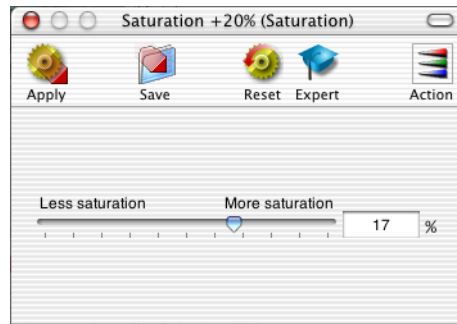 Saturation +20% (Saturation)
Apply Save Reset Expert Action
Less saturation More saturation
17 %